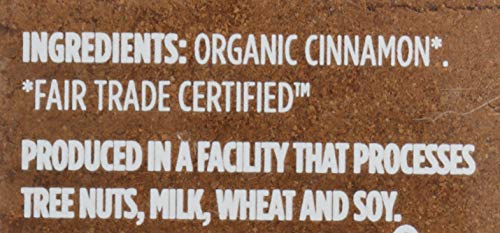 INGREDIENTS: ORGANIC CINNAMON*.
*FAIR TRADE CERTIFIED™
PRODUCED IN A FACILITY THAT PROCESSES
TREE NUTS, MILK, WHEAT AND SOY.